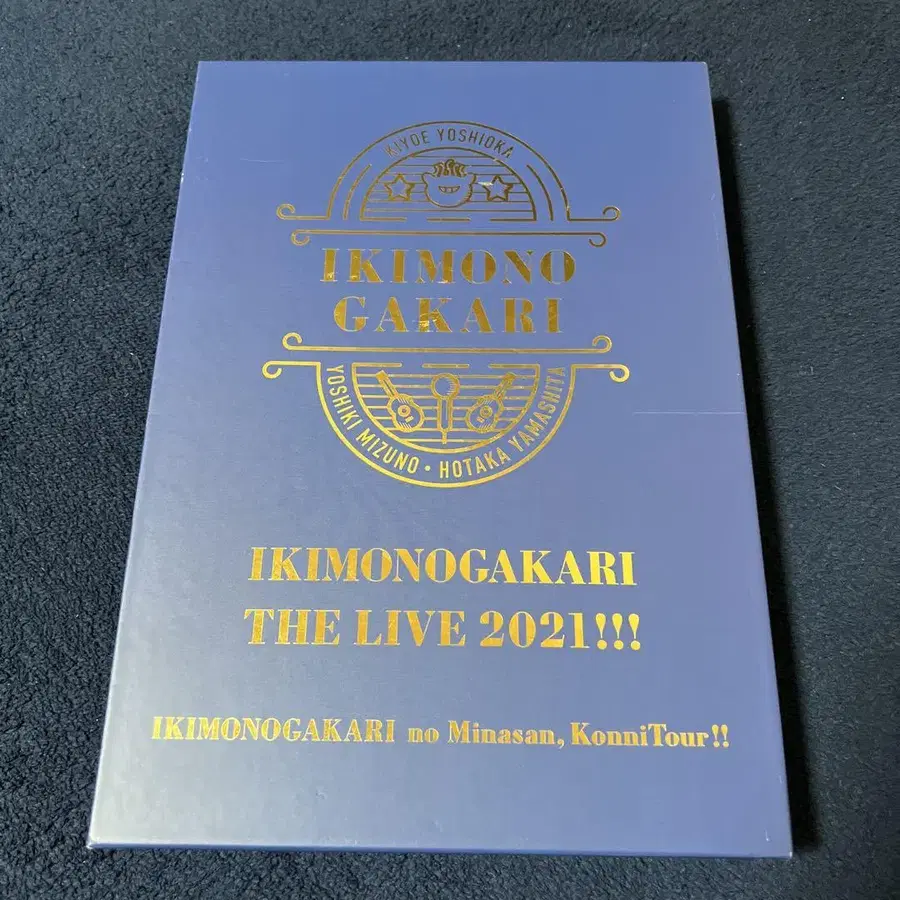 KIYOE YOSHIOKA
IKIMONO
GAKARI
YOSHIKI MIZUNO • HOTAKA YAMASHITA
IKIMONOGAKARI
THE LIVE 2021!!!
IKIMONOGAKARI no Minasan, KonniTour!!